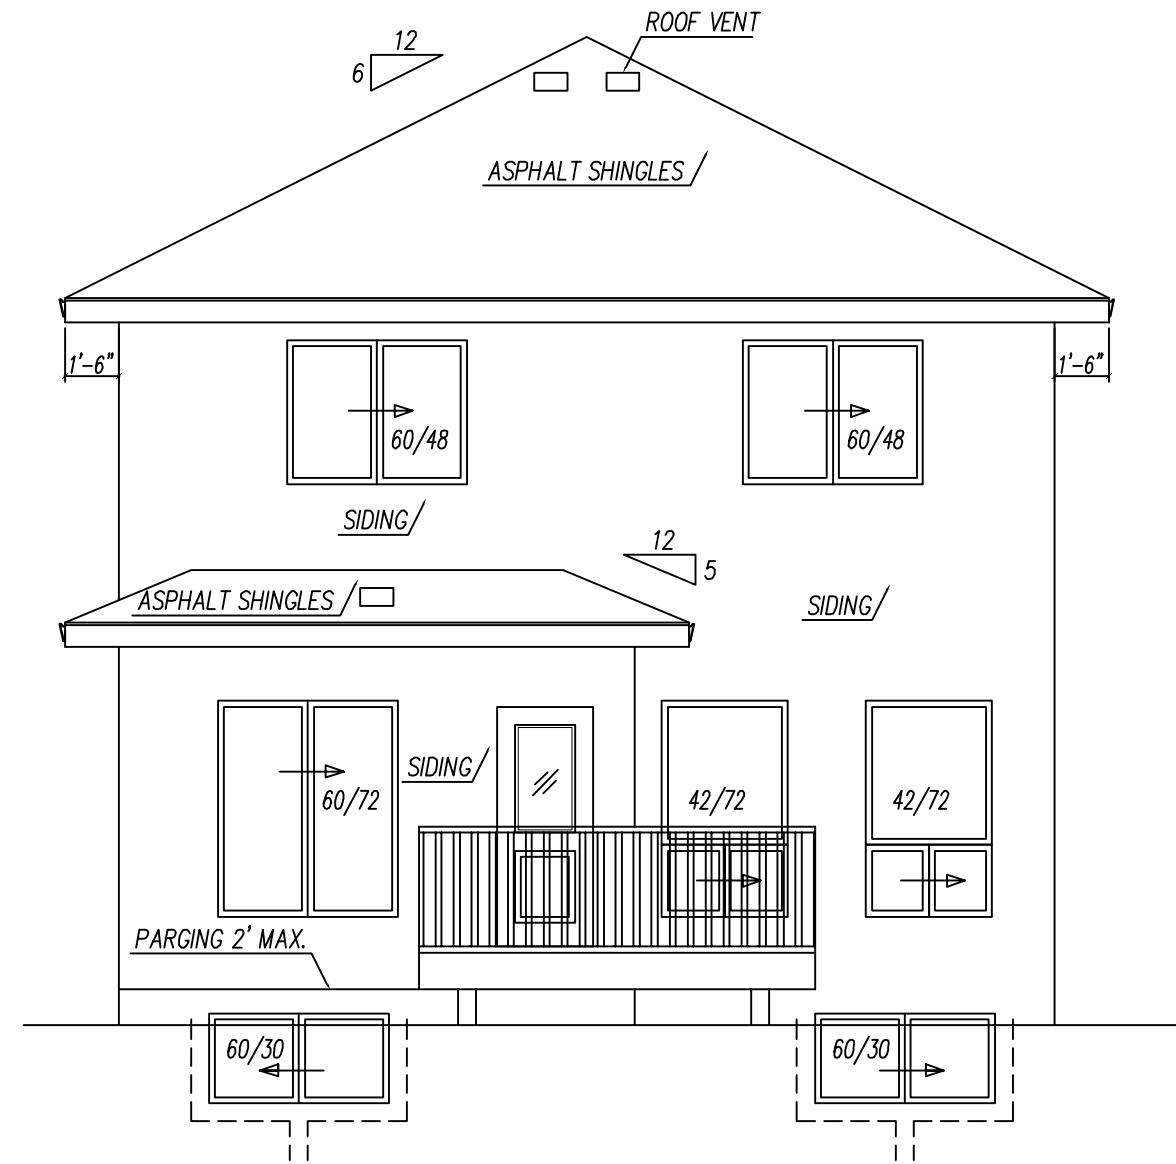 ROOF VENT
12
6
ASPHALT SHINGLES
1'-6"
1'-6"
60/48
60/48
SIDING
12
5
ASPHALT SHINGLES
SIDING
SIDING
60/72
42/72
42/72
PARGING 2' MAX.
60/30
60/30